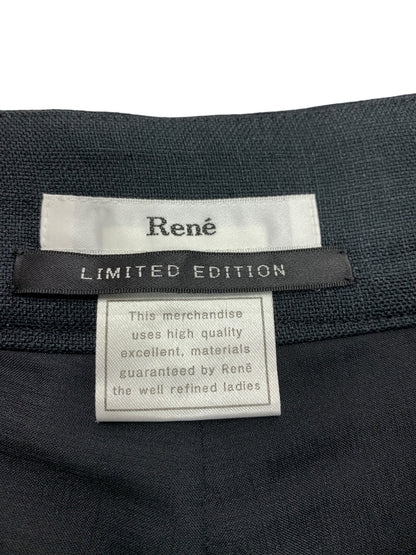 René
LIMITED EDITION
This merchandise
uses high quality
excellent, materials
guaranteed by René
the well refined ladies